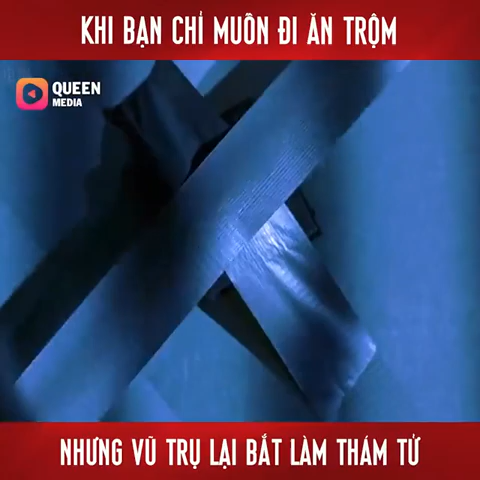 KHI BẠN CHỈ MUỐN ĐI ĂN TRỘM
QUEEN
MEDIA
NHƯNG VŨ TRỤ LẠI BẮT LÀM THÁM TỬ